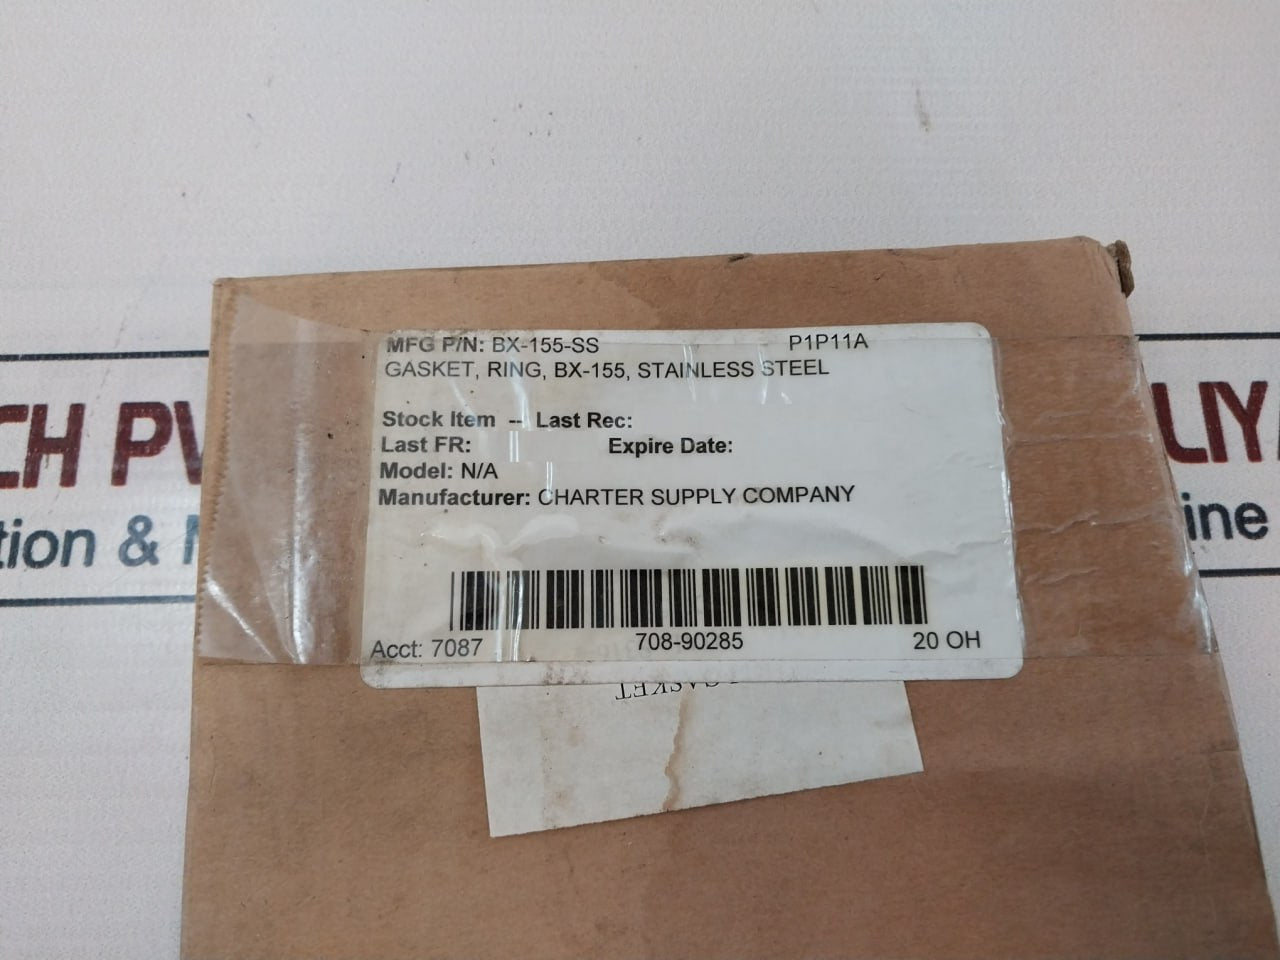 MFG P/N: BX-155-SS P1P11A
GASKET, RING, BX-155, STAINLESS STEEL
Stock Item -- Last Rec:
Last FR: Expire Date:
Model: N/A
Manufacturer: CHARTER SUPPLY COMPANY
Acct: 7087 708-90285 20 OH
GASKET
CH PV
LIY
tion &
ine